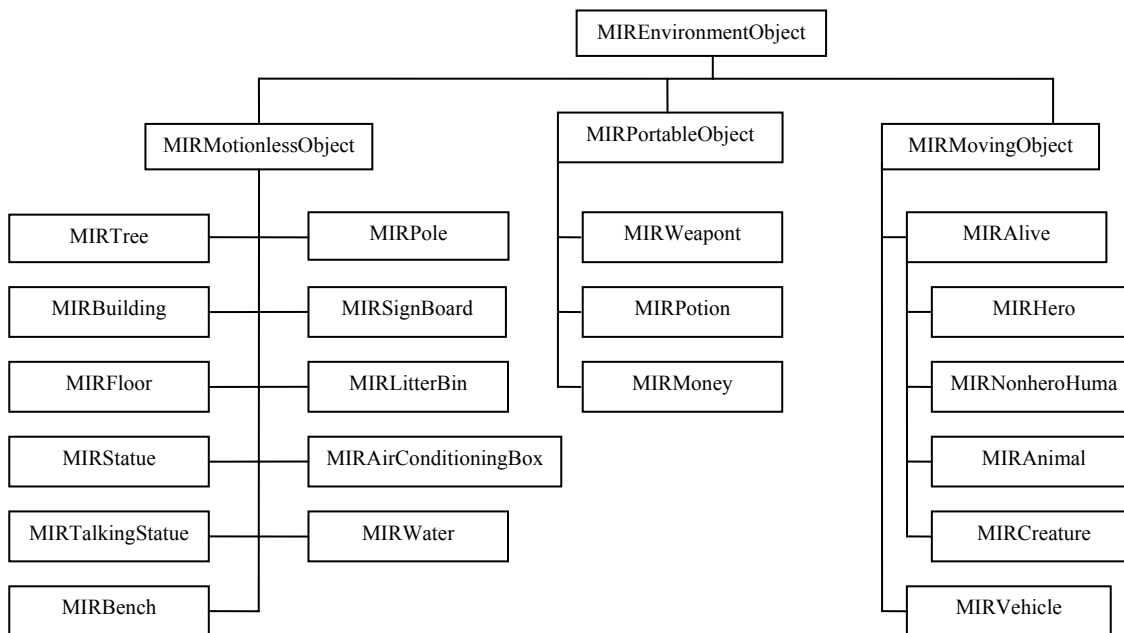 MIREnvironmentObject
MIRMotionlessObject
MIRPortableObject
MIRMovingObject
MIRTree
MIRPole
MIRBuilding
MIRSignBoard
MIRFloor
MIRLitterBin
MIRStatue
MIRAirConditioningBox
MIRTalkingStatue
MIRWater
MIRBench
MIRWeapont
MIRPotion
MIRMoney
MIRAlive
MIRHero
MIRNonheroHuma
MIRAnimal
MIRCreature
MIRVehicle